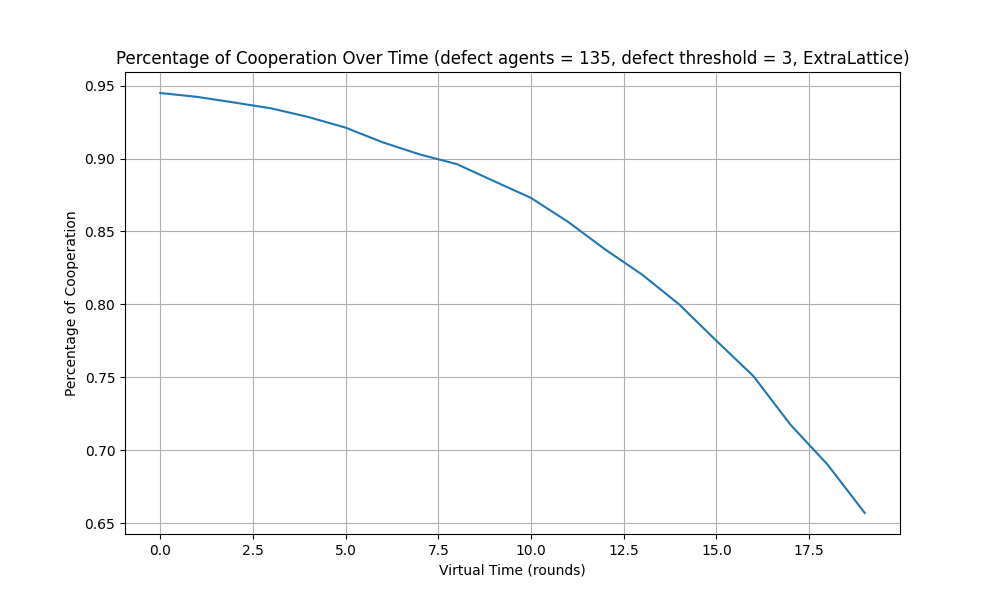 Percentage of Cooperation Over Time (defect agents = 135, defect threshold = 3, ExtraLattice)
0.95
0.90
0.85
0.80
0.75
0.70
0.65
Percentage of Cooperation
0.0 2.5 5.0 7.5 10.0 12.5 15.0 17.5
Virtual Time (rounds)